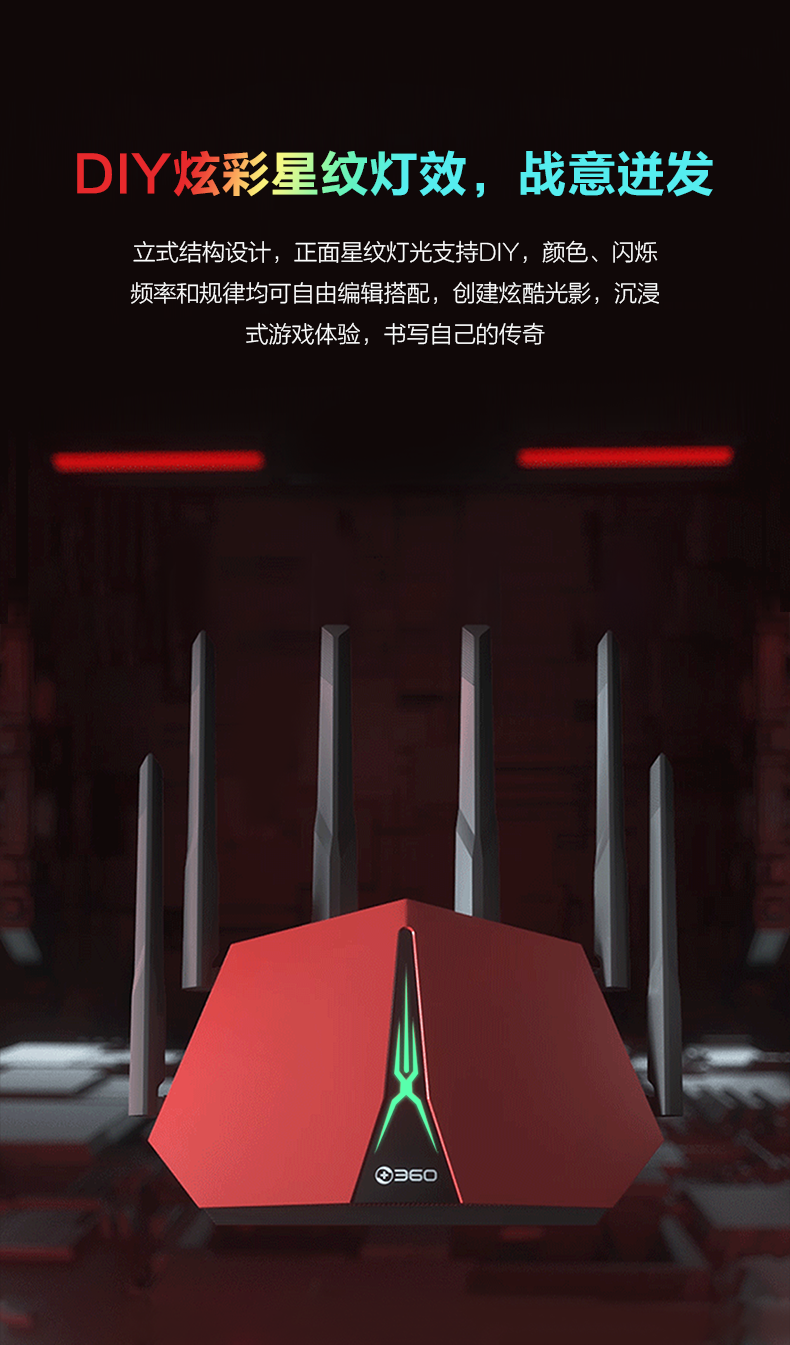 DIY炫彩星纹灯效，战意迸发
立式结构设计，正面星纹灯光支持DIY，颜色、闪烁
频率和规律均可自由编辑搭配，创建炫酷光影，沉浸
式游戏体验，书写自己的传奇
360